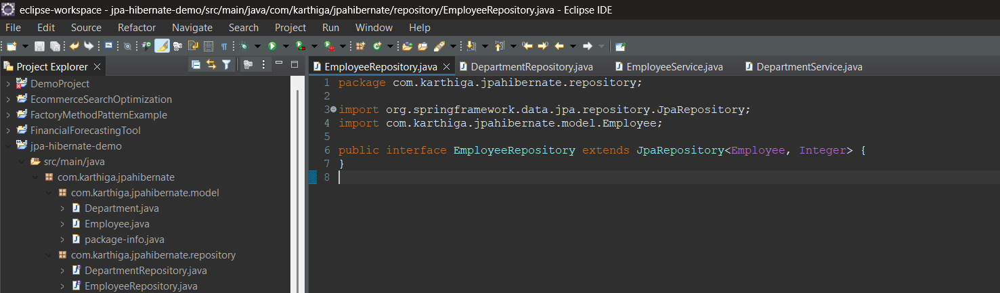 eclipse-workspace - jpa-hibernate-demo/src/main/java/com/karthiga/jpahibernate/repository/EmployeeRepository.java - Eclipse IDE
File Edit Source Refactor Navigate Search Project Run Window Help
Project Explorer
DemoProject
EcommerceSearchOptimization
FactoryMethodPatternExample
FinancialForecastingTool
jpa-hibernate-demo
src/main/java
com.karthiga.jpahibernate
com.karthiga.jpahibernate.model
Department.java
Employee.java
package-info.java
com.karthiga.jpahibernate.repository
DepartmentRepository.java
EmployeeRepository.java
EmployeeRepository.java DepartmentRepository.java EmployeeService.java DepartmentService.java
1 package com.karthiga.jpahibernate.repository;
2
3 import org.springframework.data.jpa.repository.JpaRepository;
4 import com.karthiga.jpahibernate.model.Employee;
5
6 public interface EmployeeRepository extends JpaRepository<Employee, Integer> {
7 }
8